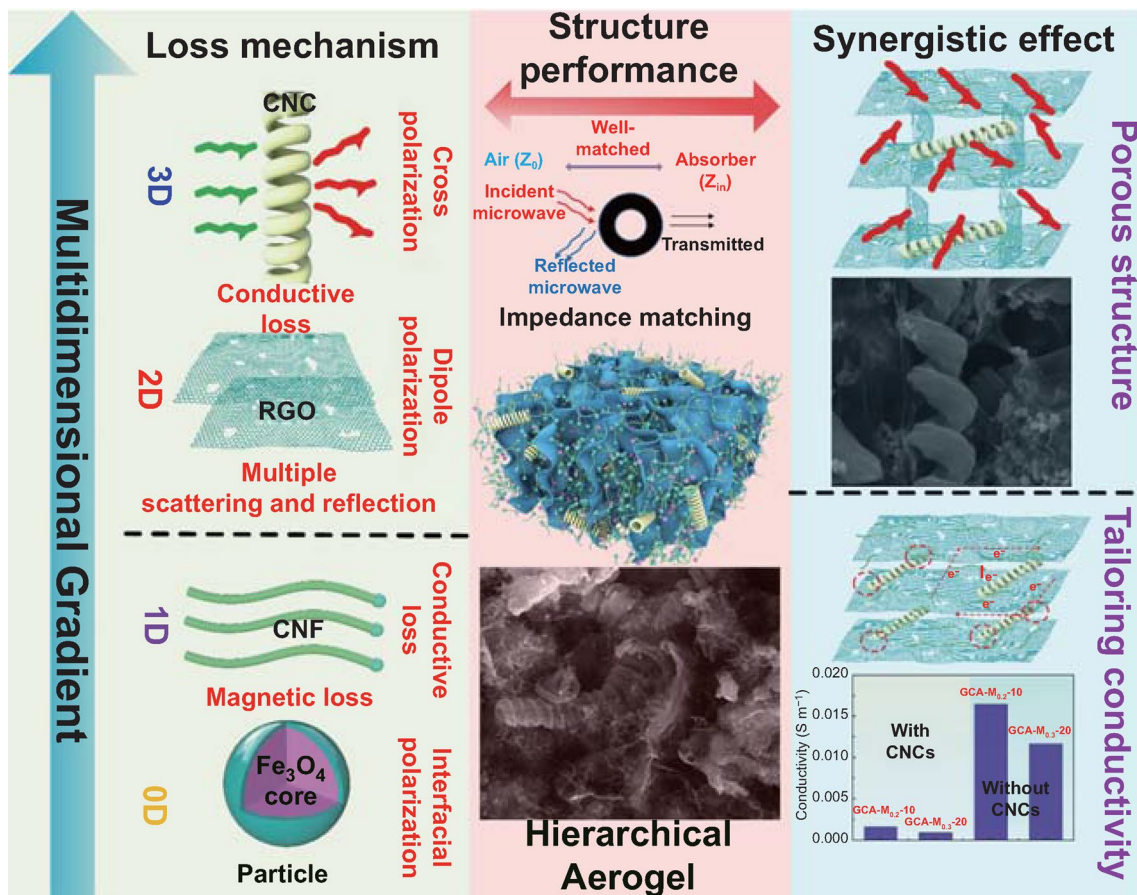 Multidimensional Gradient
Loss mechanism
3D
CNC
Cross
polarization
Conductive
loss
2D
RGO
Dipole
polarization
Multiple
scattering and reflection
1D
CNF
Conductive
loss
Magnetic loss
0D
Fe₃O₄
core
Interfacial
polarization
Particle
Structure
performance
Well-
matched
Air (Z₀)
Absorber
(Zᵢₙ)
Incident
microwave
Transmitted
Reflected
microwave
Impedance matching
Hierarchical
Aerogel
Synergistic effect
Porous structure
Tailoring conductivity
e⁻
e⁻
I e⁻
e⁻
e⁻
e⁻
Conductivity (S m⁻¹)
0.020
0.015
0.010
0.005
0.000
With
CNCs
Without
CNCs
GCA-M₀.₂-10
GCA-M₀.₃-20
GCA-M₀.₂-10
GCA-M₀.₃-20